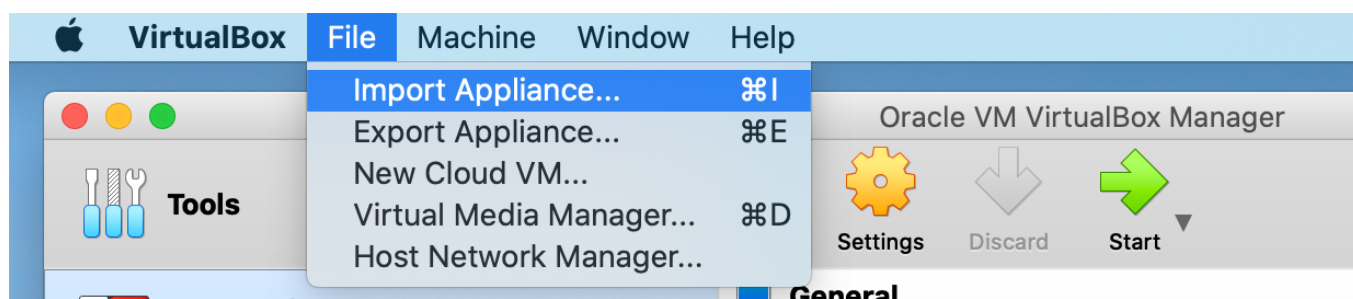 VirtualBox File Machine Window Help
Import Appliance... ⌘I
Export Appliance... ⌘E
New Cloud VM...
Virtual Media Manager... ⌘D
Host Network Manager...
Oracle VM VirtualBox Manager
Tools
Settings Discard Start
General